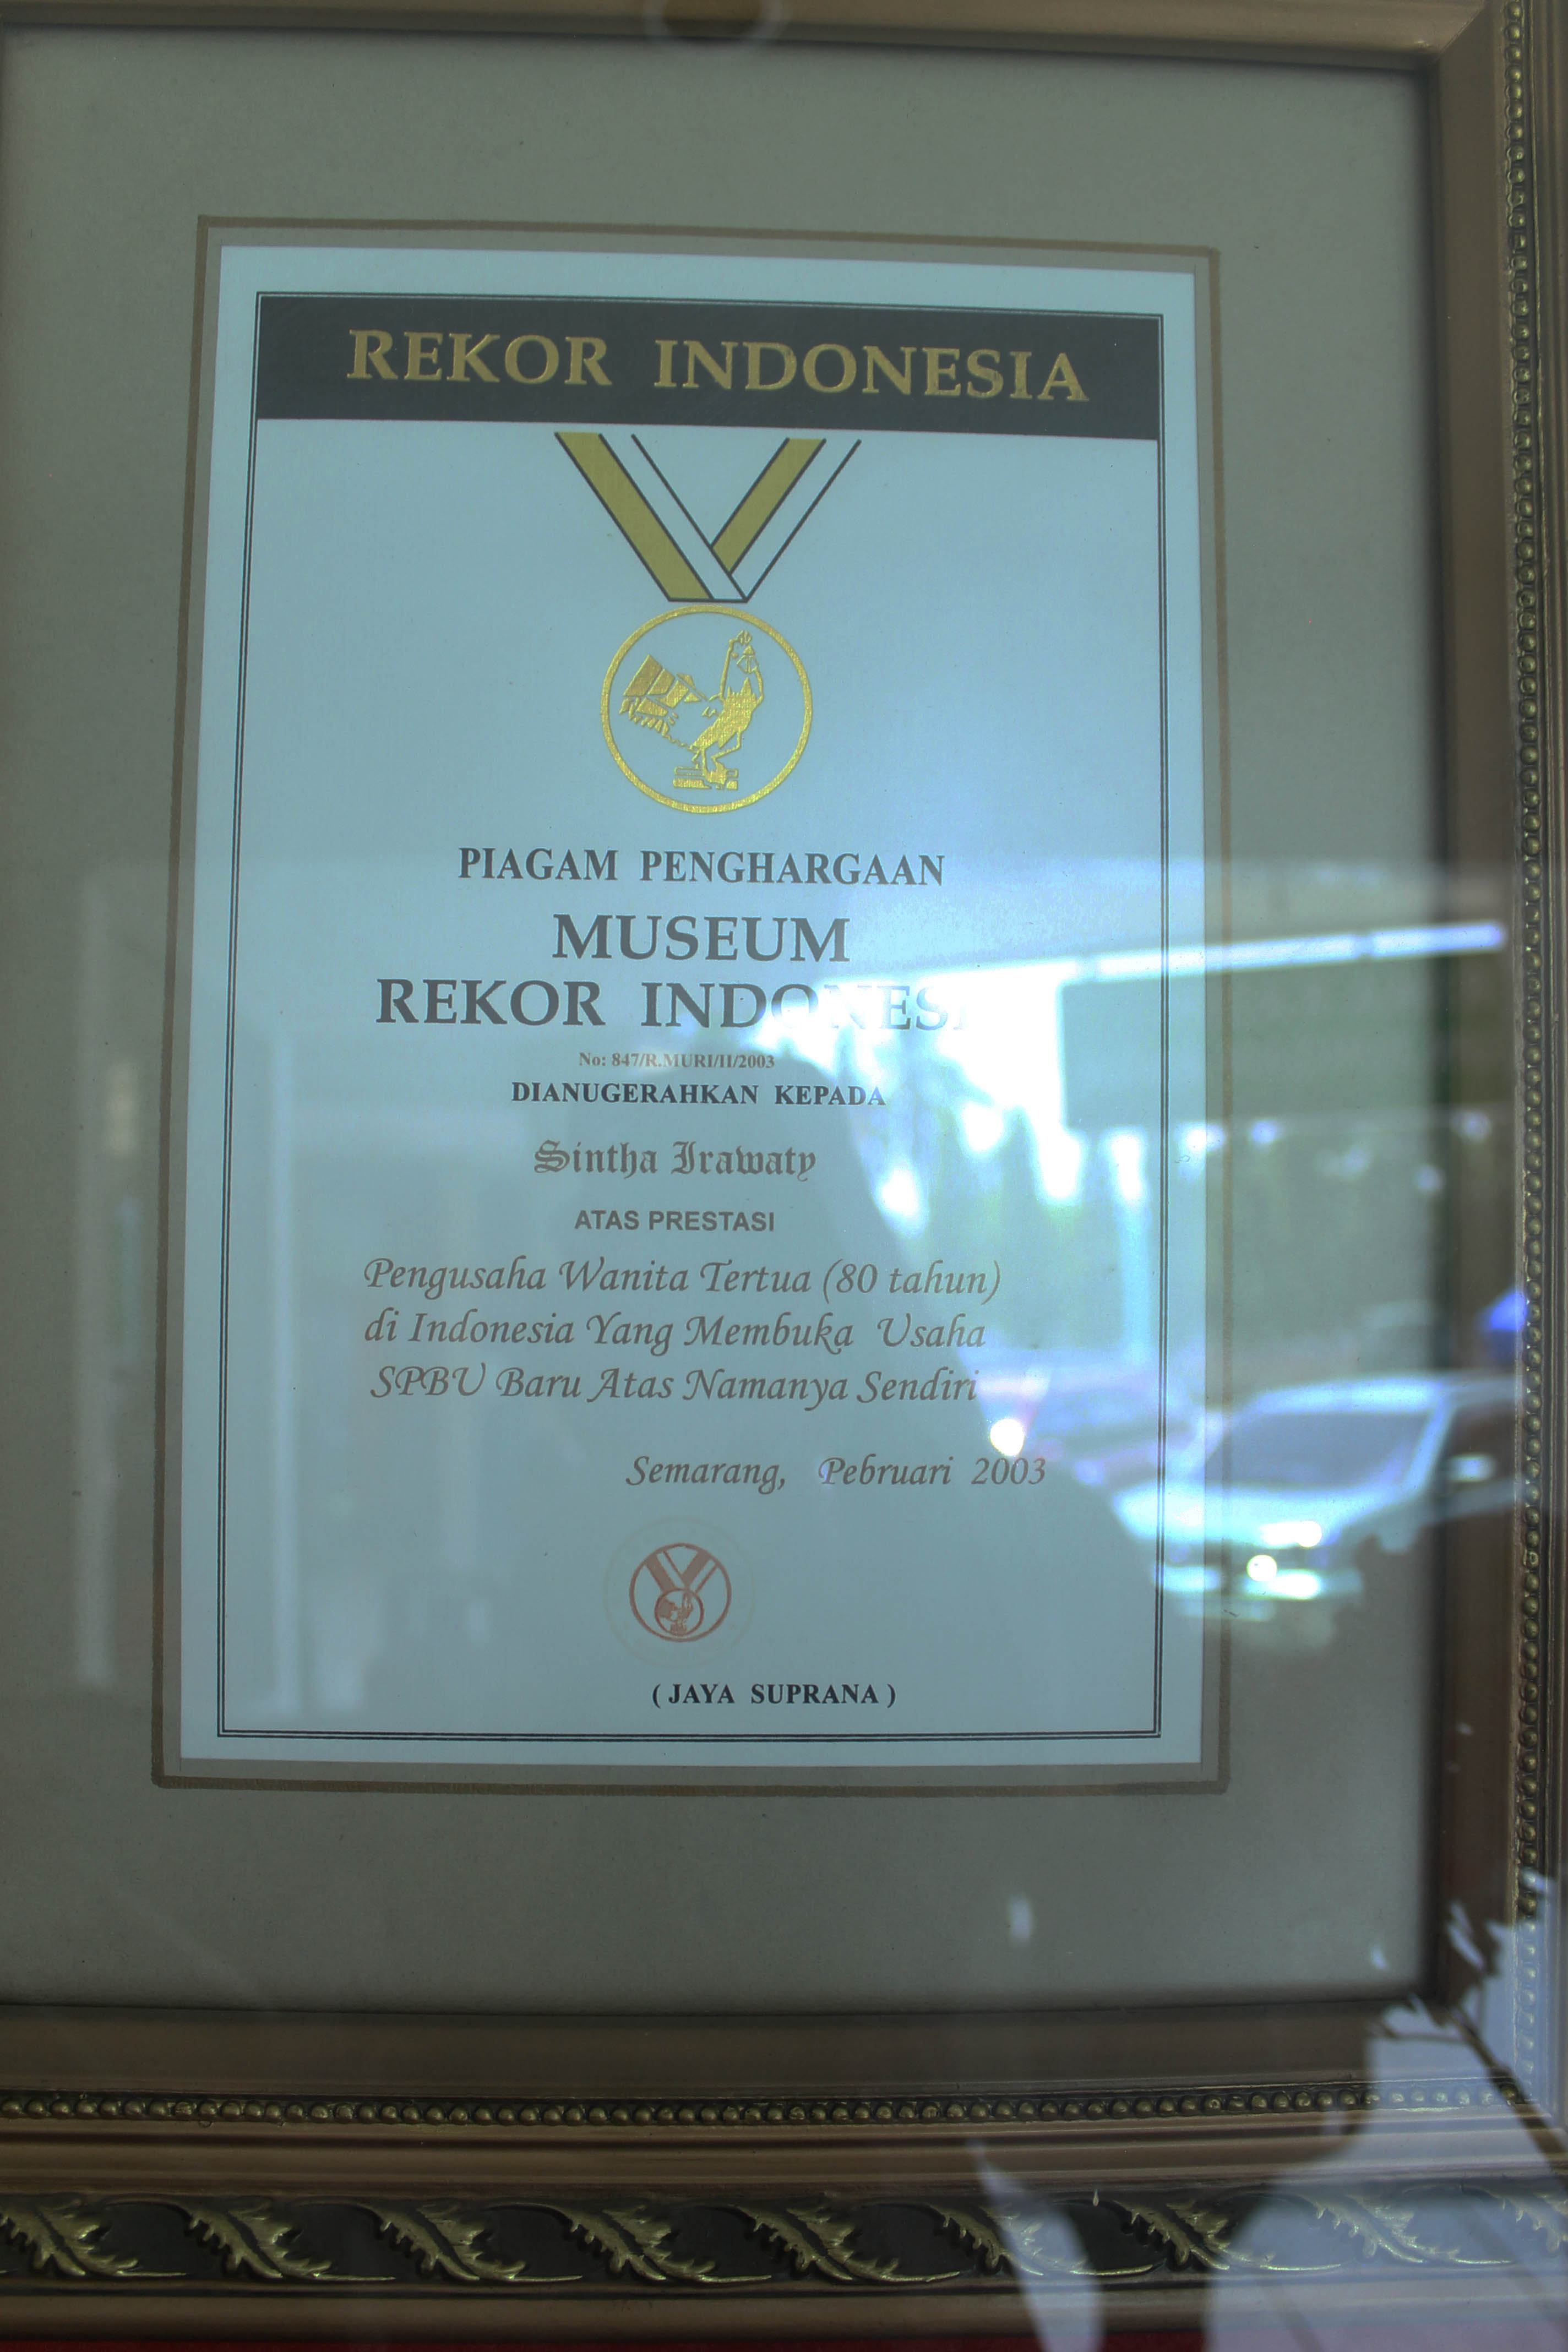 REKOR INDONESIA
PIAGAM PENGHARGAAN
MUSEUM
REKOR INDONESIA
No: 847/R.MURI/II/2003
DIANUGERAHKAN KEPADA
Sintha Irawaty
ATAS PRESTASI
Pengusaha Wanita Tertua (80 tahun)
di Indonesia Yang Membuka Usaha
SPBU Baru Atas Namanya Sendiri
Semarang, Pebruari 2003
( JAYA SUPRANA )